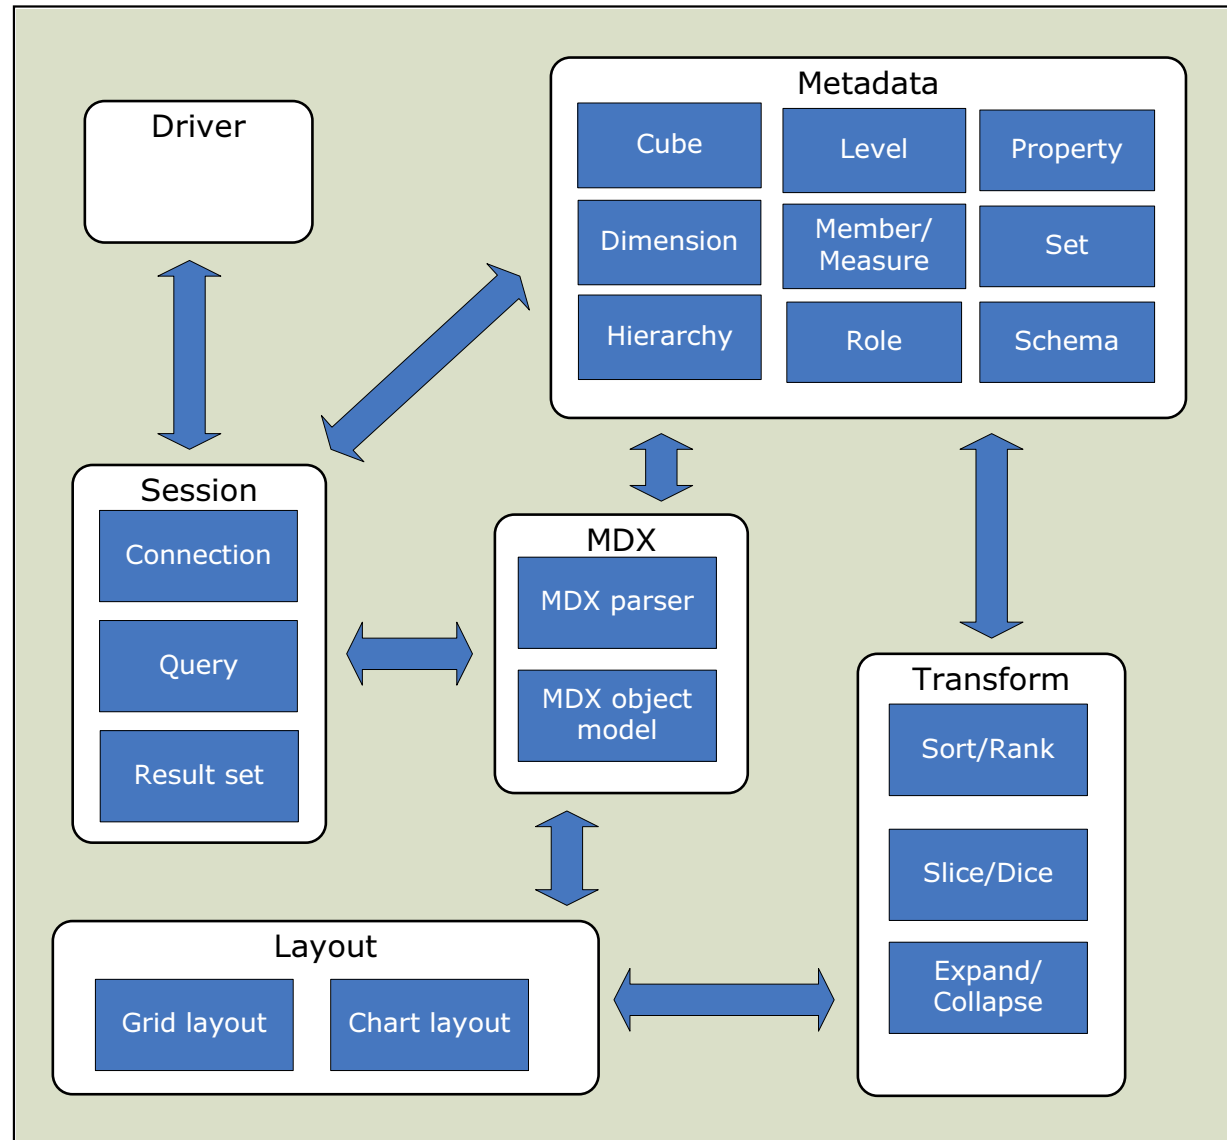 Driver
Metadata
Cube
Level
Property
Dimension
Member/
Measure
Set
Hierarchy
Role
Schema
Session
Connection
Query
Result set
MDX
MDX parser
MDX object
model
Transform
Sort/Rank
Slice/Dice
Expand/
Collapse
Layout
Grid layout
Chart layout